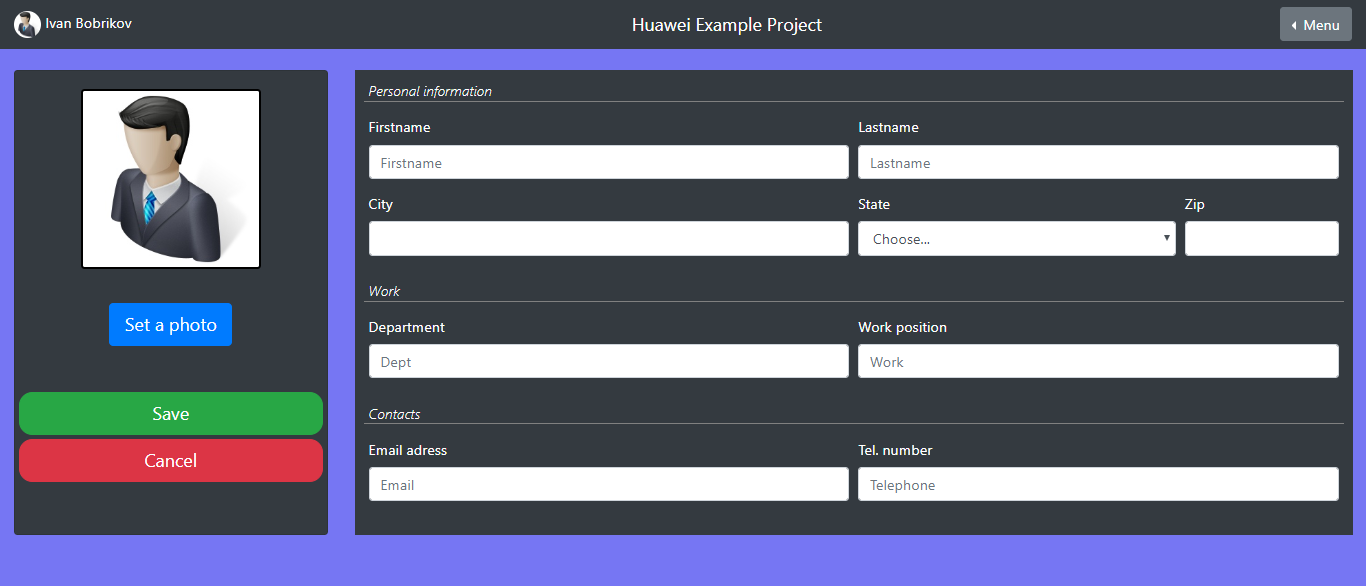 Ivan Bobrikov
Huawei Example Project
Menu
Set a photo
Save
Cancel
Personal information
Firstname Lastname
Firstname Lastname
City State Zip
Choose...
Work
Department Work position
Dept Work
Contacts
Email adress Tel. number
Email Telephone